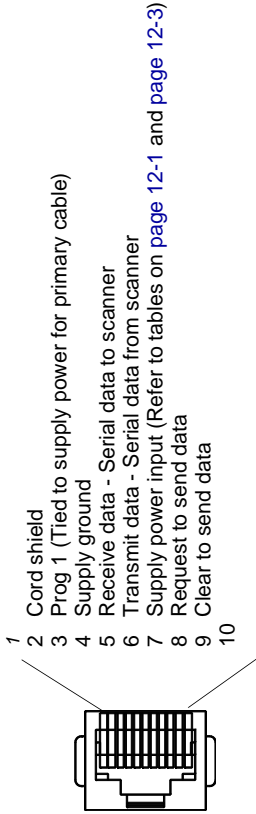 1
2 Cord shield
3 Prog 1 (Tied to supply power for primary cable)
4 Supply ground
5 Receive data - Serial data to scanner
6 Transmit data - Serial data from scanner
7 Supply power input (Refer to tables on page 12-1 and page 12-3)
8 Request to send data
9 Clear to send data
10